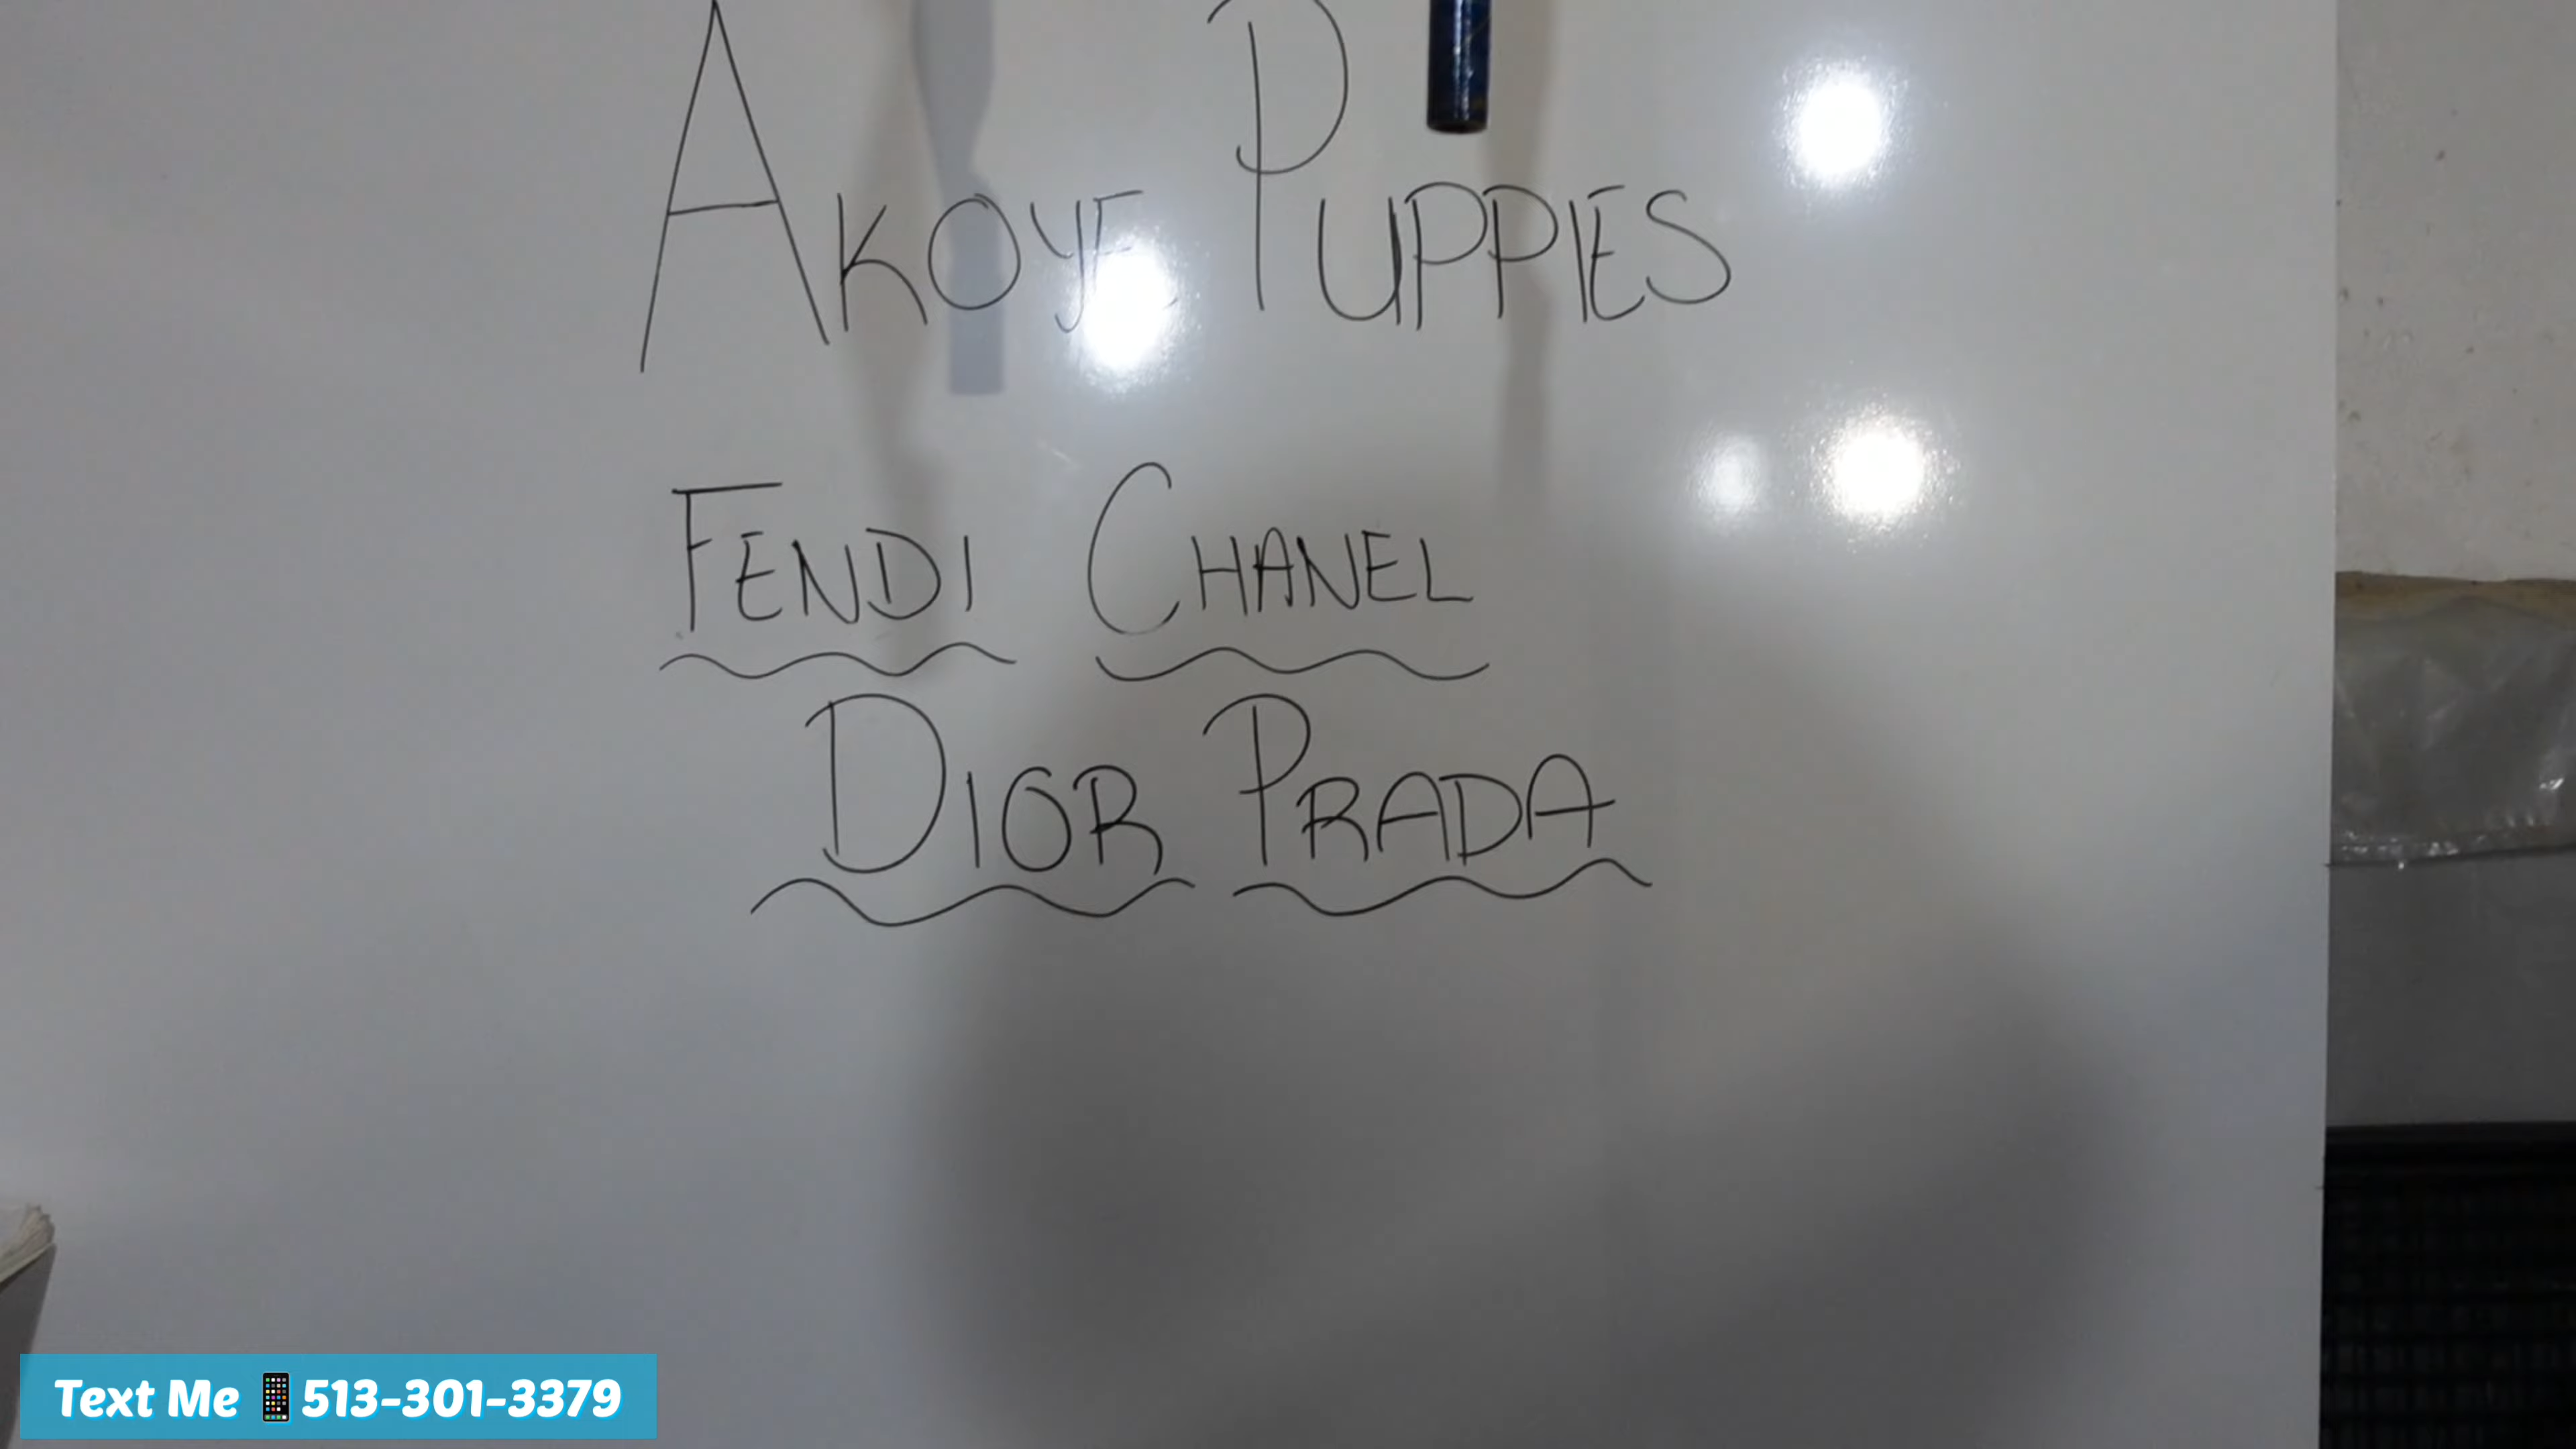 AKOYE PUPPIES
FENDI CHANEL
DIOR PRADA
Text Me 📱513-301-3379